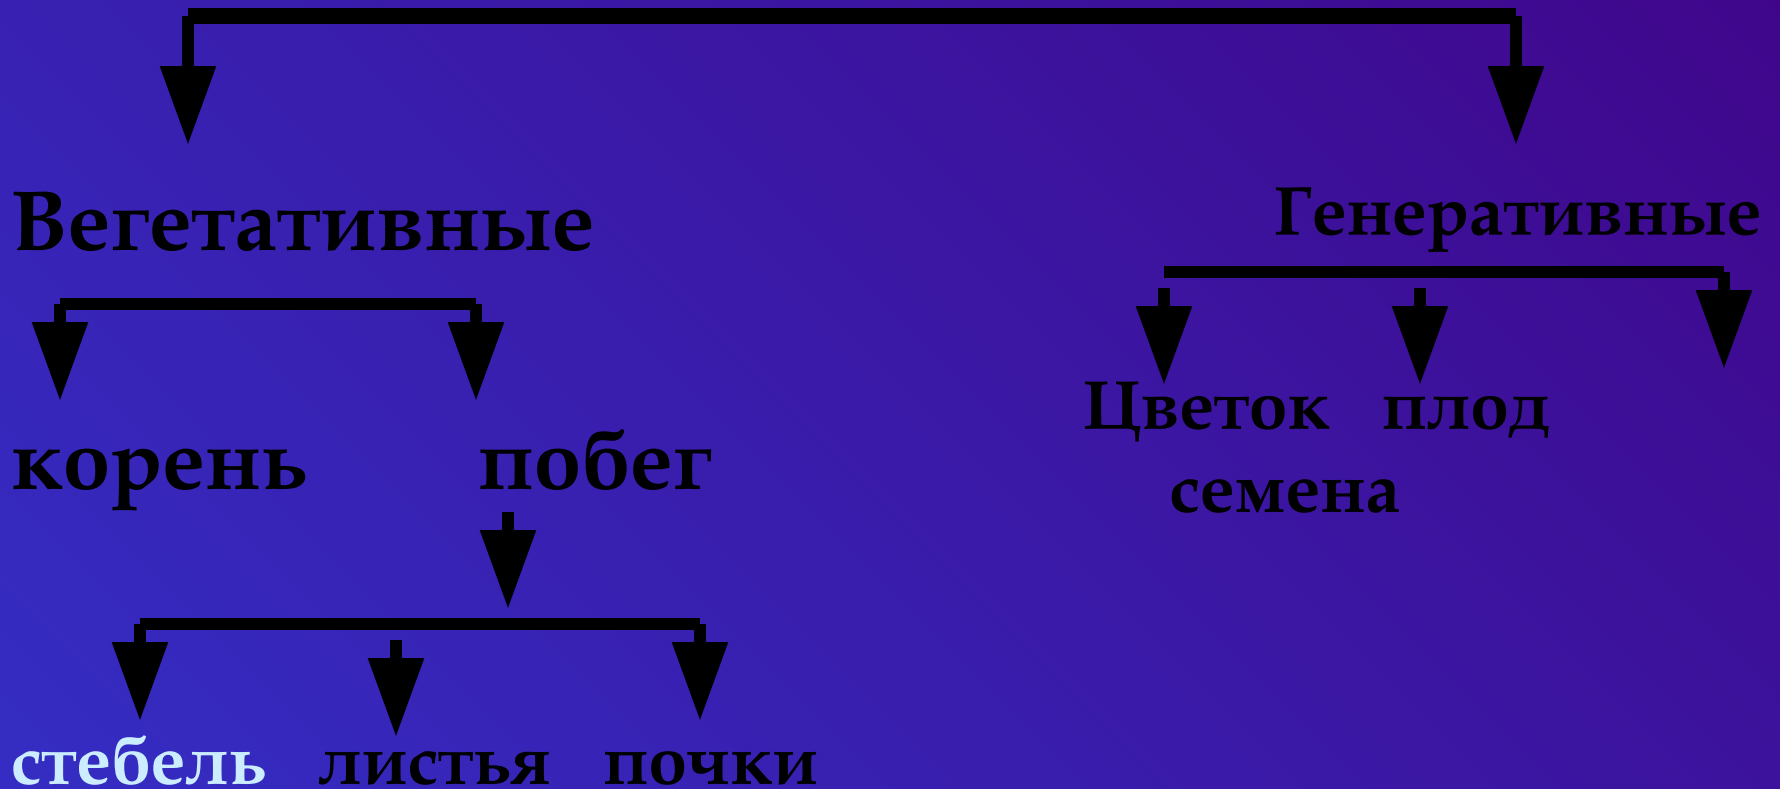 Вегетативные
Генеративные
корень побег
Цветок плод
семена
стебель листья почки